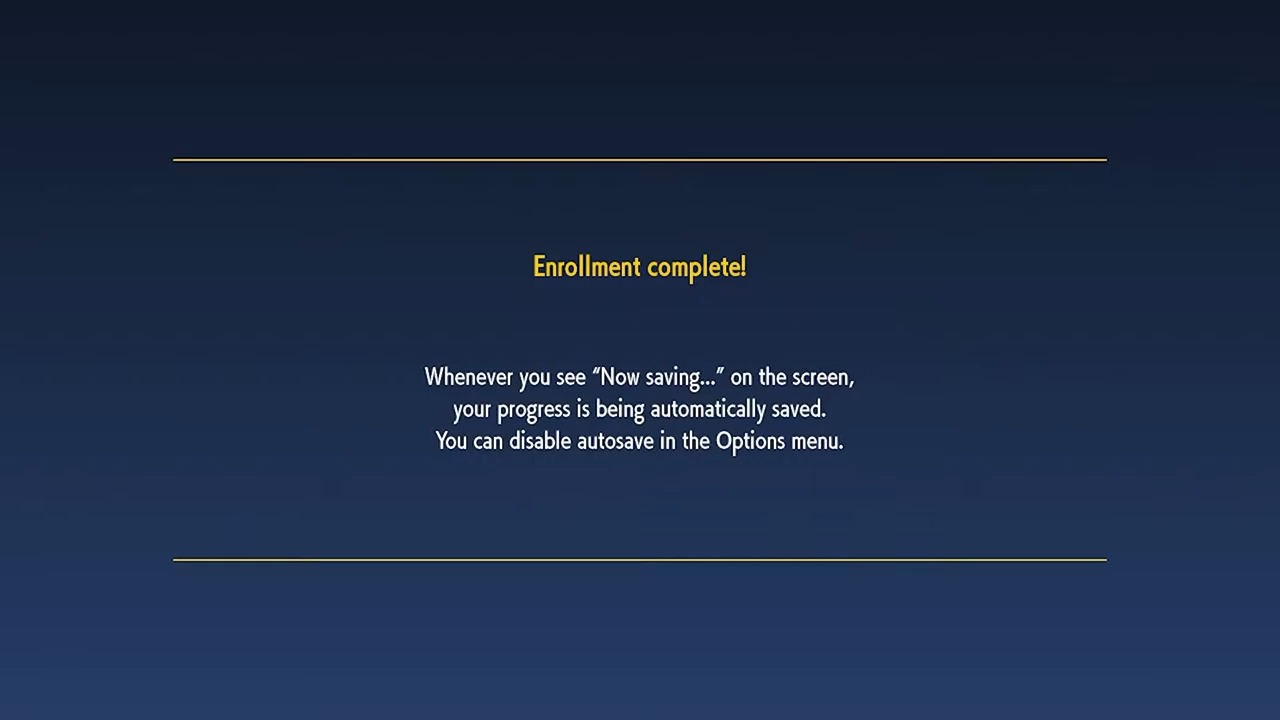 Enrollment complete!
Whenever you see “Now saving...” on the screen,
your progress is being automatically saved.
You can disable autosave in the Options menu.